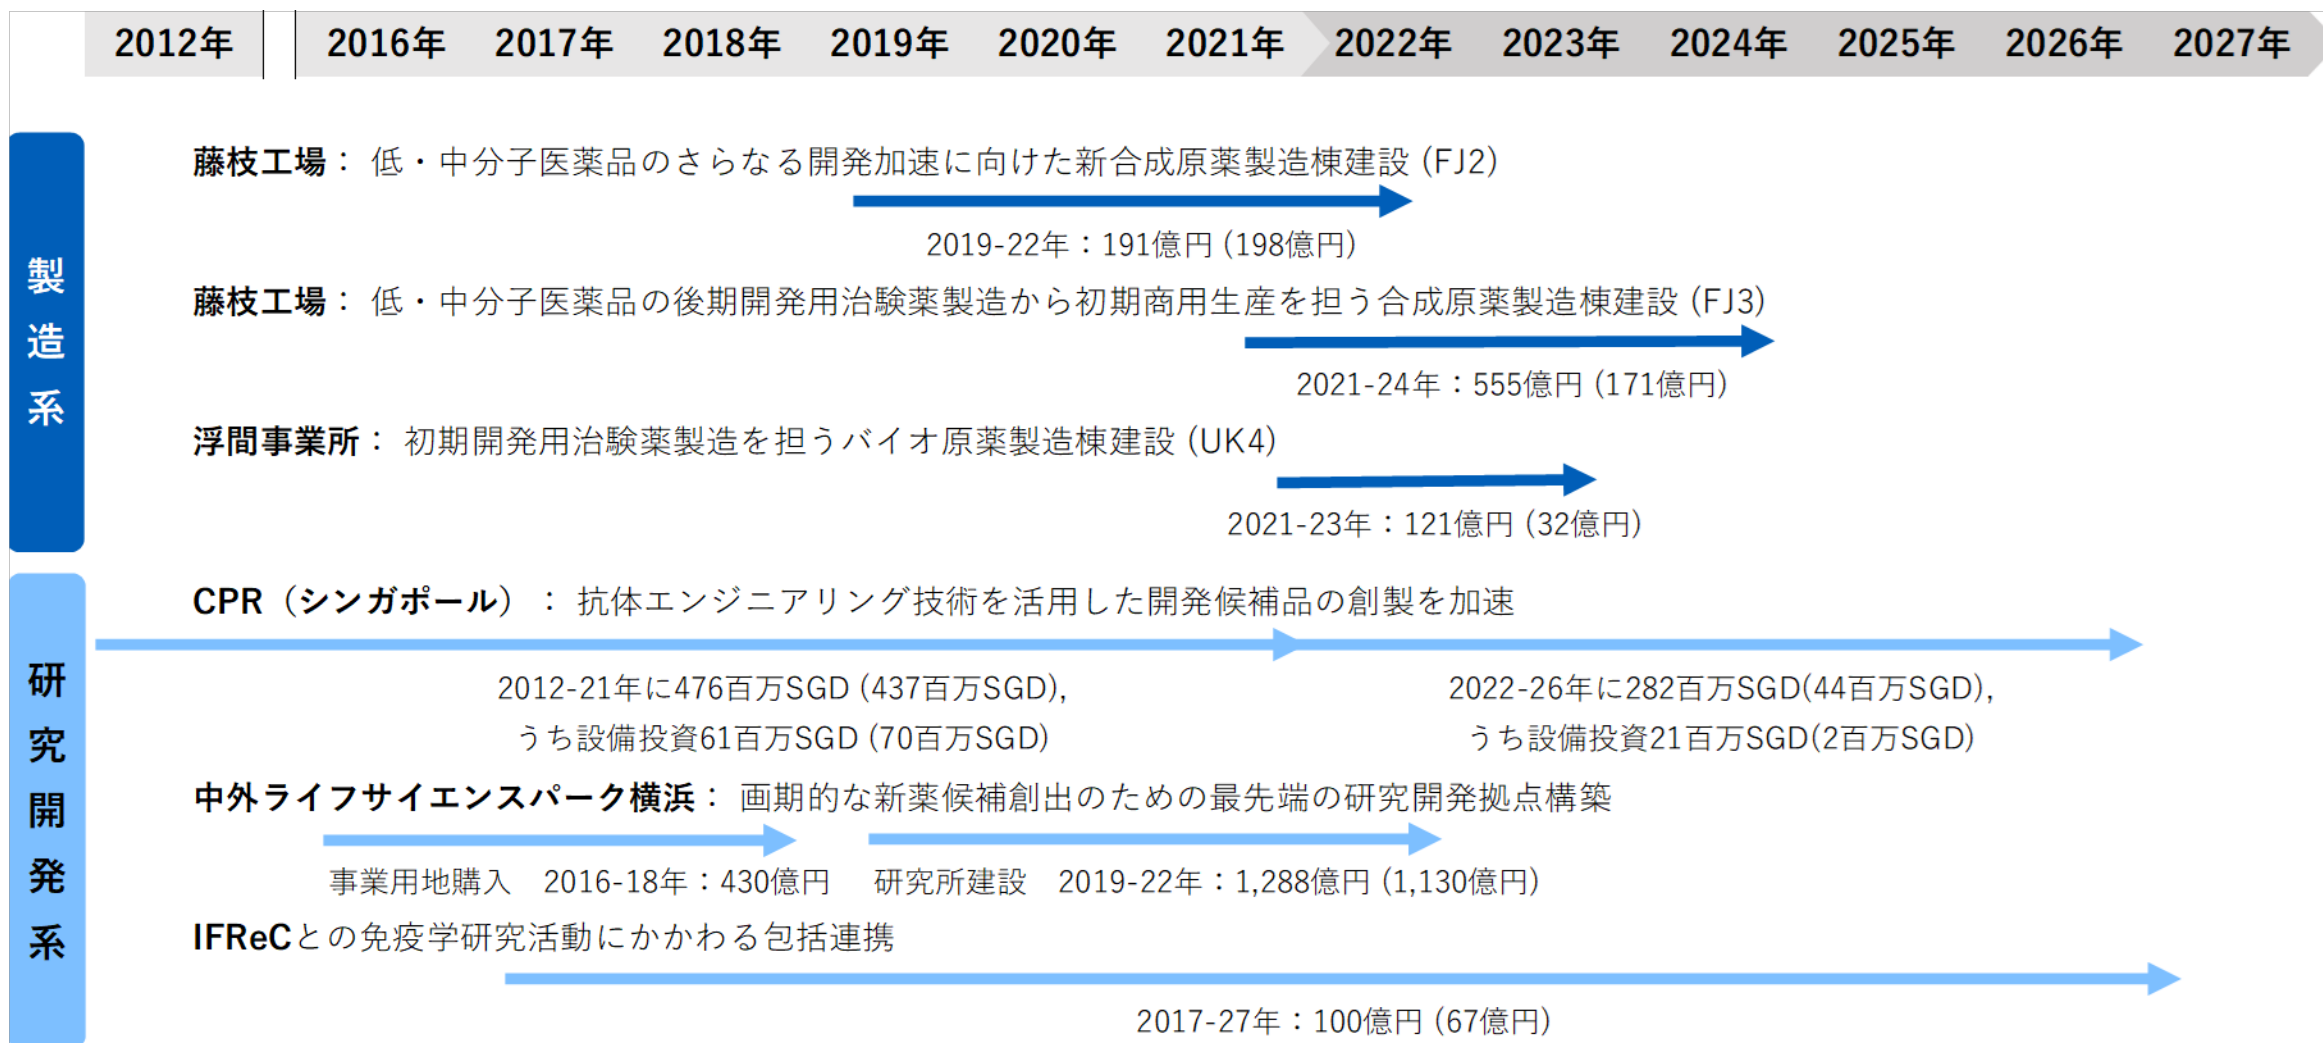 2012年 2016年 2017年 2018年 2019年 2020年 2021年 2022年 2023年 2024年 2025年 2026年 2027年
製造系
藤枝工場： 低・中分子医薬品のさらなる開発加速に向けた新合成原薬製造棟建設 (FJ2)
2019-22年：191億円 (198億円)
藤枝工場： 低・中分子医薬品の後期開発用治験薬製造から初期商用生産を担う合成原薬製造棟建設 (FJ3)
2021-24年：555億円 (171億円)
浮間事業所： 初期開発用治験薬製造を担うバイオ原薬製造棟建設 (UK4)
2021-23年：121億円 (32億円)
研究開発系
CPR（シンガポール）： 抗体エンジニアリング技術を活用した開発候補品の創製を加速
2012-21年に476百万SGD (437百万SGD),
うち設備投資61百万SGD (70百万SGD)
2022-26年に282百万SGD(44百万SGD),
うち設備投資21百万SGD(2百万SGD)
中外ライフサイエンスパーク横浜： 画期的な新薬候補創出のための最先端の研究開発拠点構築
事業用地購入　2016-18年：430億円
研究所建設　2019-22年：1,288億円 (1,130億円)
IFReCとの免疫学研究活動にかかわる包括連携
2017-27年：100億円 (67億円)